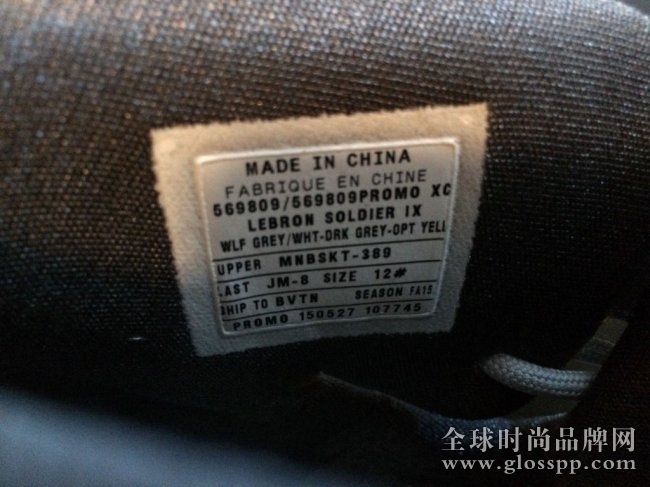 MADE IN CHINA
FABRIQUE EN CHINE
569809/569809PROMO XC
LEBRON SOLDIER IX
WLF GREY/WHT-DRK GREY-OPT YELL
UPPER MNBSKT-389
LAST JM-8 SIZE 12#
SHIP TO BVTN SEASON FA15
PROMO 150527 107745
全球时尚品牌网
www.glosspp.com